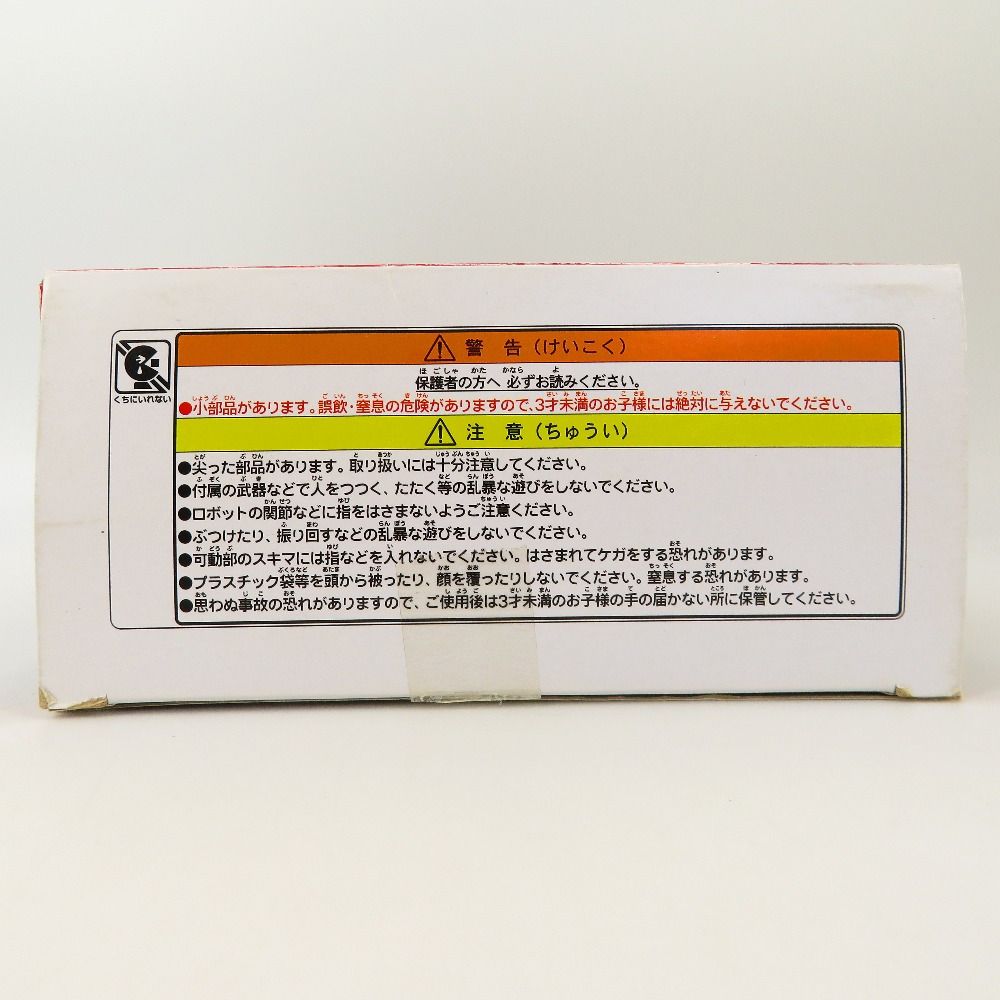 くちにいれない
⚠ 警告(けいこく)
保護者の方へ 必ずお読みください。
●小部品があります。誤飲・窒息の危険がありますので、3才未満のお子様には絶対に与えないでください。
⚠ 注意(ちゅうい)
●尖った部品があります。取り扱いには十分注意してください。
●付属の武器などで人をつつく、たたく等の乱暴な遊びをしないでください。
●ロボットの関節などに指をはさまないようご注意ください。
●ぶつけたり、振り回すなどの乱暴な遊びをしないでください。
●可動部のスキマには指などを入れないでください。はさまれてケガをする恐れがあります。
●プラスチック袋等を頭から被ったり、顔を覆ったりしないでください。窒息する恐れがあります。
●思わぬ事故の恐れがありますので、ご使用後は3才未満のお子様の手の届かない所に保管してください。